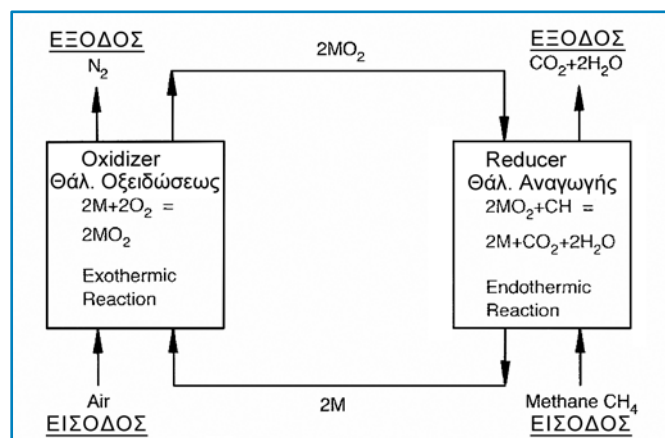 ΕΞΟΔΟΣ
N₂
2MO₂
ΕΞΟΔΟΣ
CO₂+2H₂O
Oxidizer
Θάλ. Οξειδώσεως
2M+2O₂ =
2MO₂
Exothermic
Reaction
Reducer
Θάλ. Αναγωγής
2MO₂+CH =
2M+CO₂+2H₂O
Endothermic
Reaction
Air
ΕΙΣΟΔΟΣ
2M
Methane CH₄
ΕΙΣΟΔΟΣ